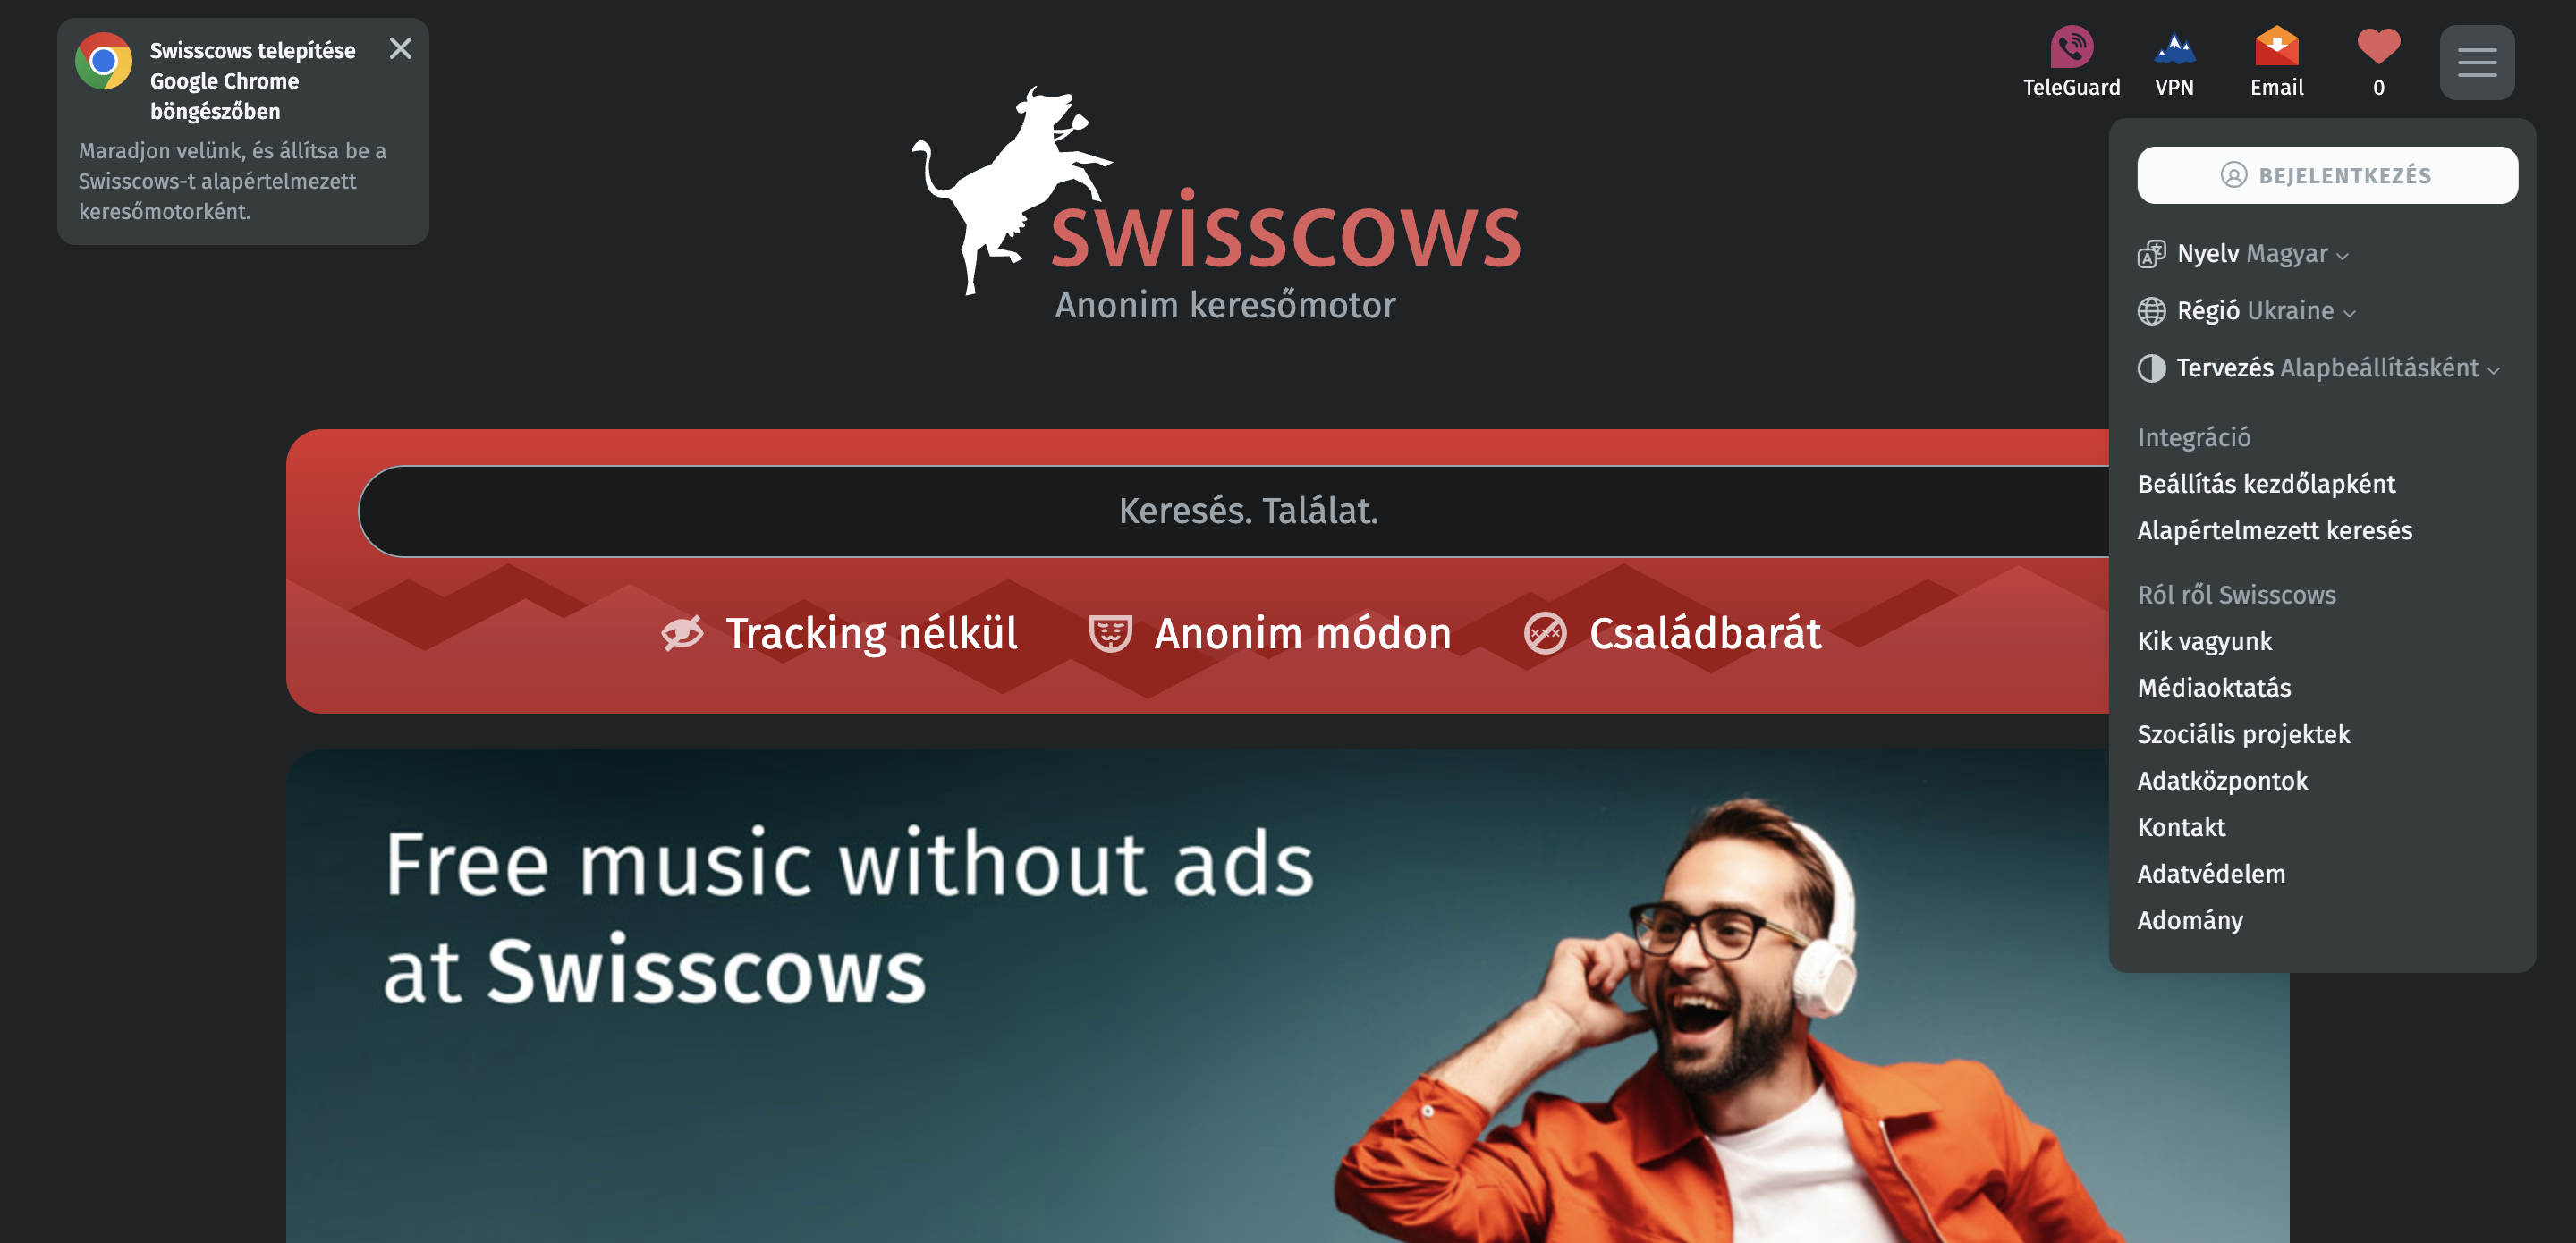 Swisscows telepítése
Google Chrome
böngészőben
Maradjon velünk, és állítsa be a
Swisscows-t alapértelmezett
keresőmotorként.
TeleGuard
VPN
Email
0
swisscows
Anonim keresőmotor
BEJELENTKEZÉS
Nyelv Magyar
Régió Ukraine
Tervezés Alapbeállításként
Integráció
Beállítás kezdőlapként
Alapértelmezett keresés
Ról ről Swisscows
Kik vagyunk
Médiaoktatás
Szociális projektek
Adatközpontok
Kontakt
Adatvédelem
Adomány
Keresés. Találat.
Tracking nélkül
Anonim módon
Családbarát
Free music without ads
at Swisscows